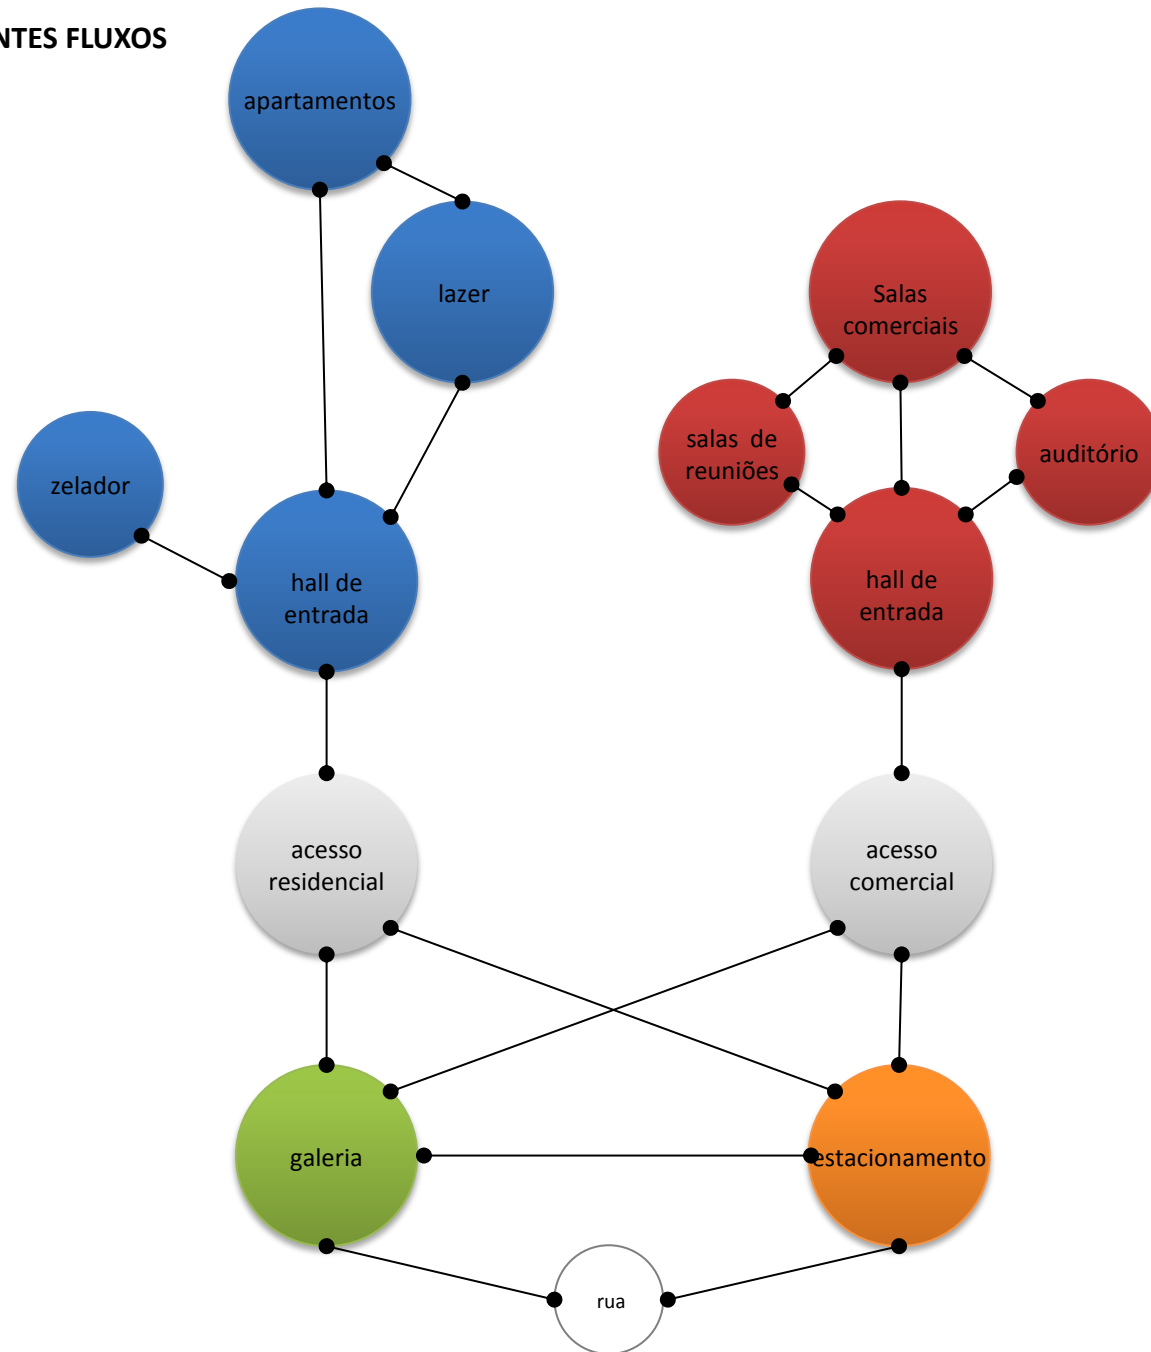 NTES FLUXOS
apartamentos
lazer
Salas
comerciais
salas de
reuniões
auditório
zelador
hall de
entrada
hall de
entrada
acesso
residencial
acesso
comercial
galeria
estacionamento
rua